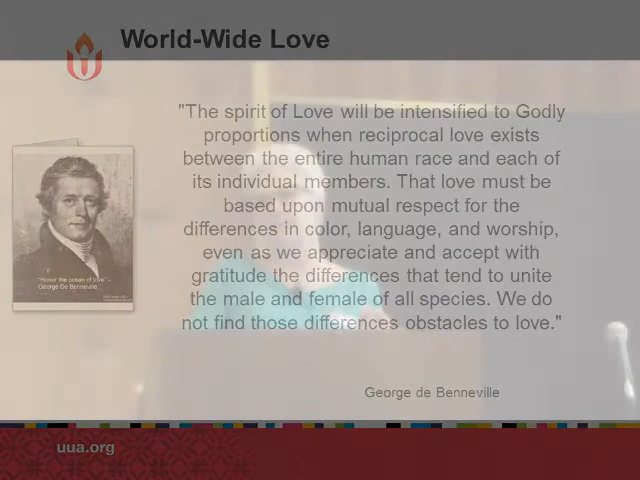 World-Wide Love
"The spirit of Love will be intensified to Godly
proportions when reciprocal love exists
between the entire human race and each of
its individual members. That love must be
based upon mutual respect for the
differences in color, language, and worship,
even as we appreciate and accept with
gratitude the differences that tend to unite
the male and female of all species. We do
not find those differences obstacles to love."
"Honor the ocean of love" -
George De Benneville
George de Benneville
uua.org